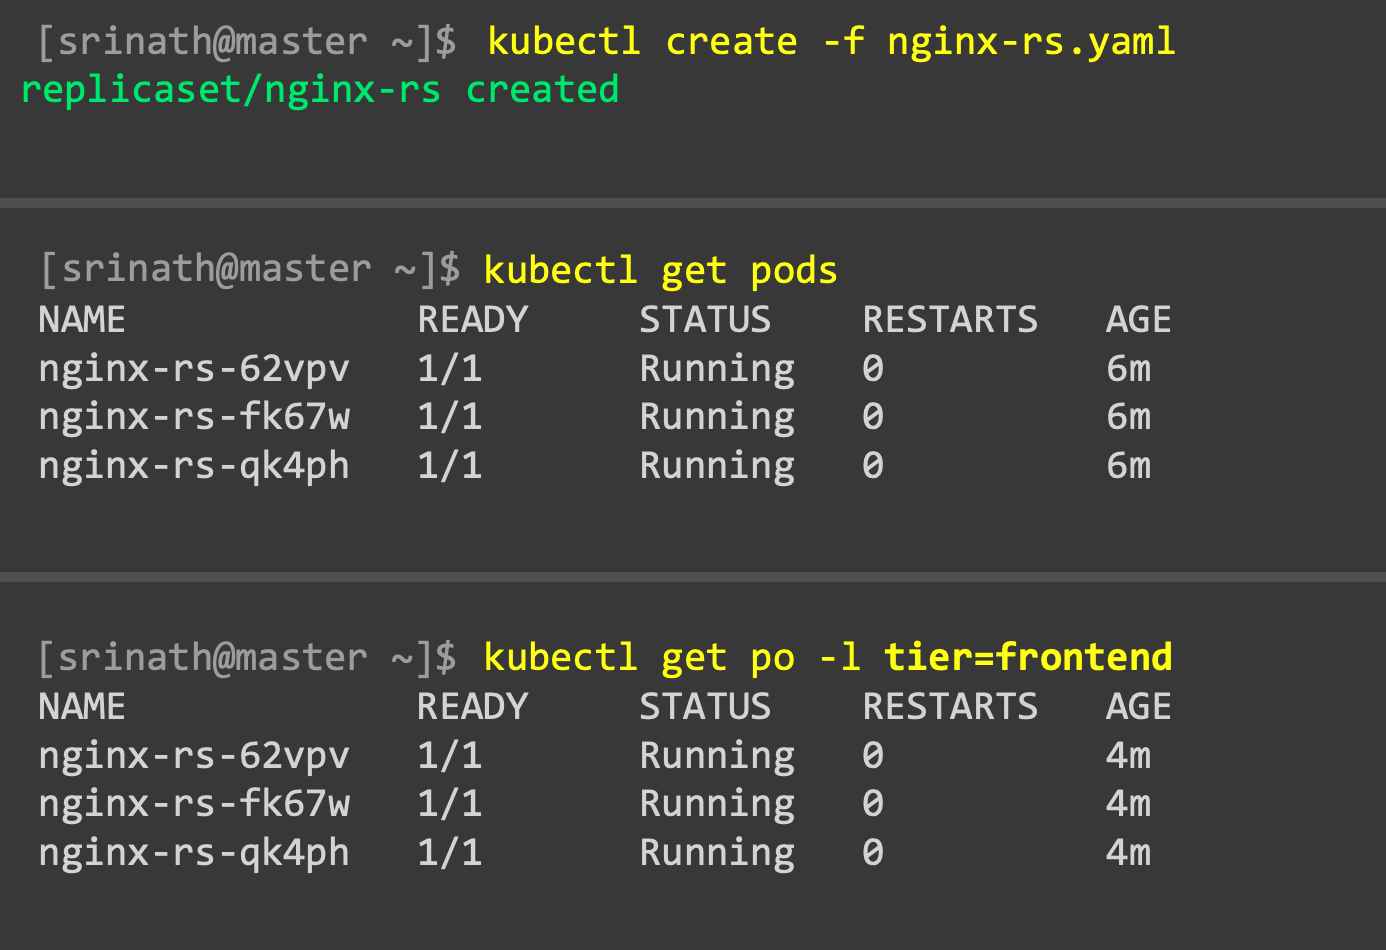 [srinath@master ~]$ kubectl create -f nginx-rs.yaml
replicaset/nginx-rs created
[srinath@master ~]$ kubectl get pods
NAME READY STATUS RESTARTS AGE
nginx-rs-62vpv 1/1 Running 0 6m
nginx-rs-fk67w 1/1 Running 0 6m
nginx-rs-qk4ph 1/1 Running 0 6m
[srinath@master ~]$ kubectl get po -l tier=frontend
NAME READY STATUS RESTARTS AGE
nginx-rs-62vpv 1/1 Running 0 4m
nginx-rs-fk67w 1/1 Running 0 4m
nginx-rs-qk4ph 1/1 Running 0 4m